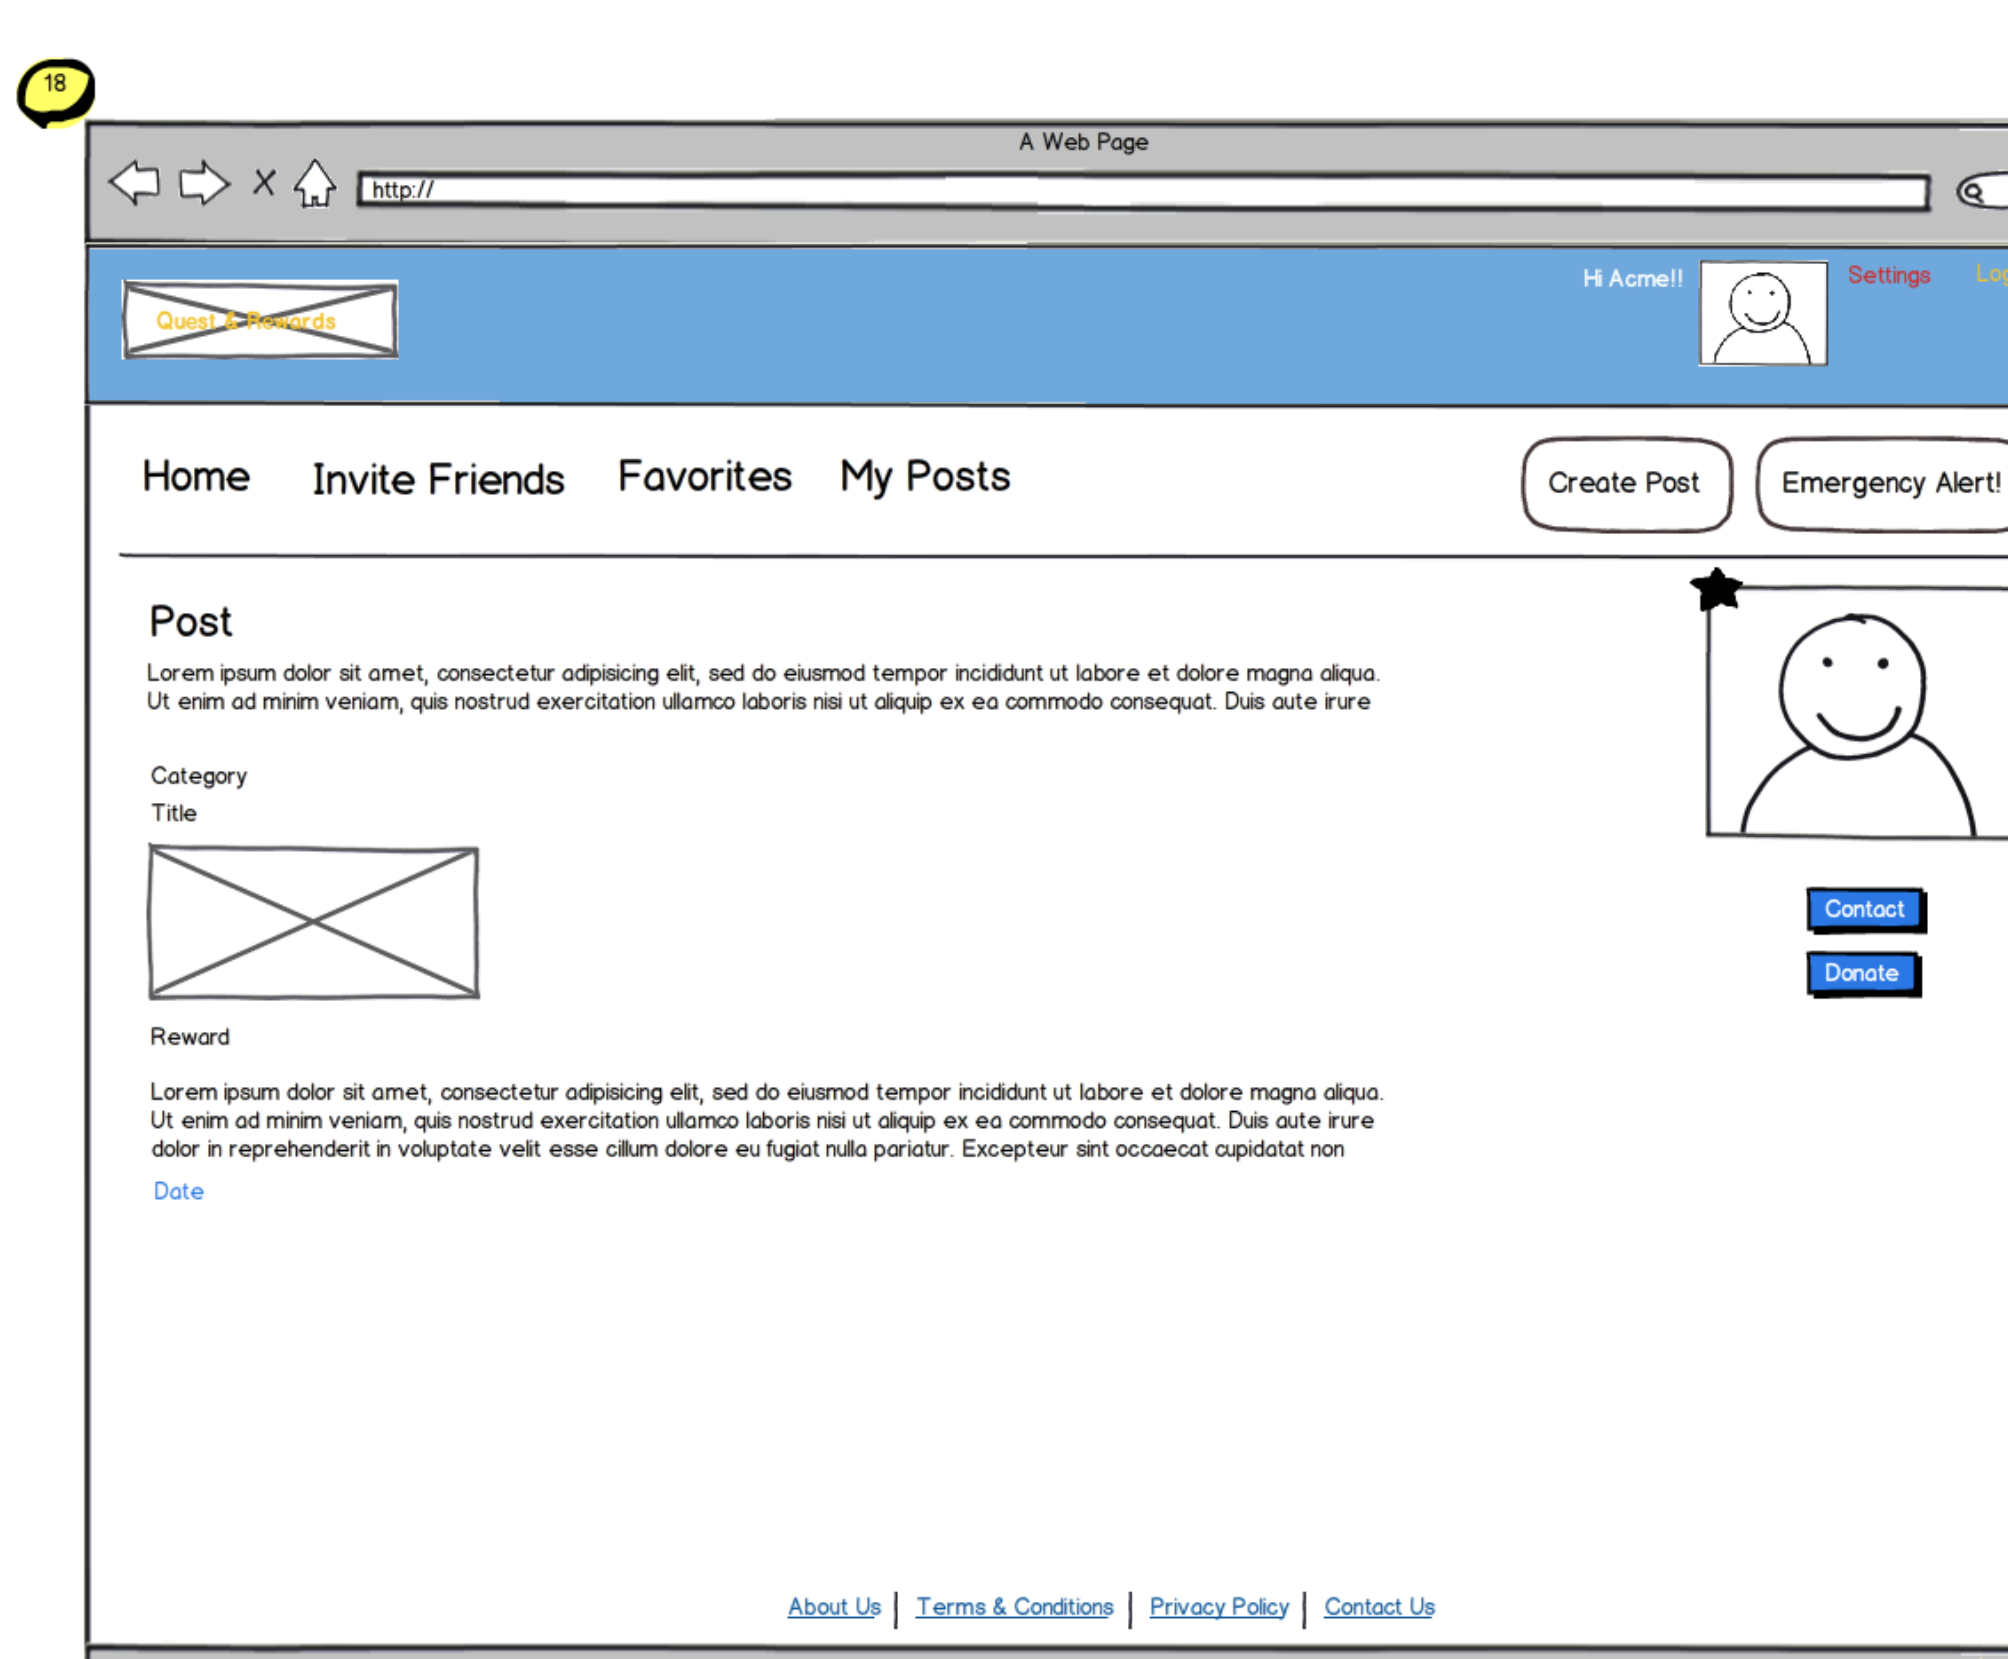 18
A Web Page
http://
Quest & Rewards
Hi Acme!!
Settings
Home
Invite Friends
Favorites
My Posts
Create Post
Emergency Alert!
Post
Lorem ipsum dolor sit amet, consectetur adipisicing elit, sed do eiusmod tempor incididunt ut labore et dolore magna aliqua.
Ut enim ad minim veniam, quis nostrud exercitation ullamco laboris nisi ut aliquip ex ea commodo consequat. Duis aute irure
Category
Title
Contact
Donate
Reward
Lorem ipsum dolor sit amet, consectetur adipisicing elit, sed do eiusmod tempor incididunt ut labore et dolore magna aliqua.
Ut enim ad minim veniam, quis nostrud exercitation ullamco laboris nisi ut aliquip ex ea commodo consequat. Duis aute irure
dolor in reprehenderit in voluptate velit esse cillum dolore eu fugiat nulla pariatur. Excepteur sint occaecat cupidatat non
Date
About Us | Terms & Conditions | Privacy Policy | Contact Us